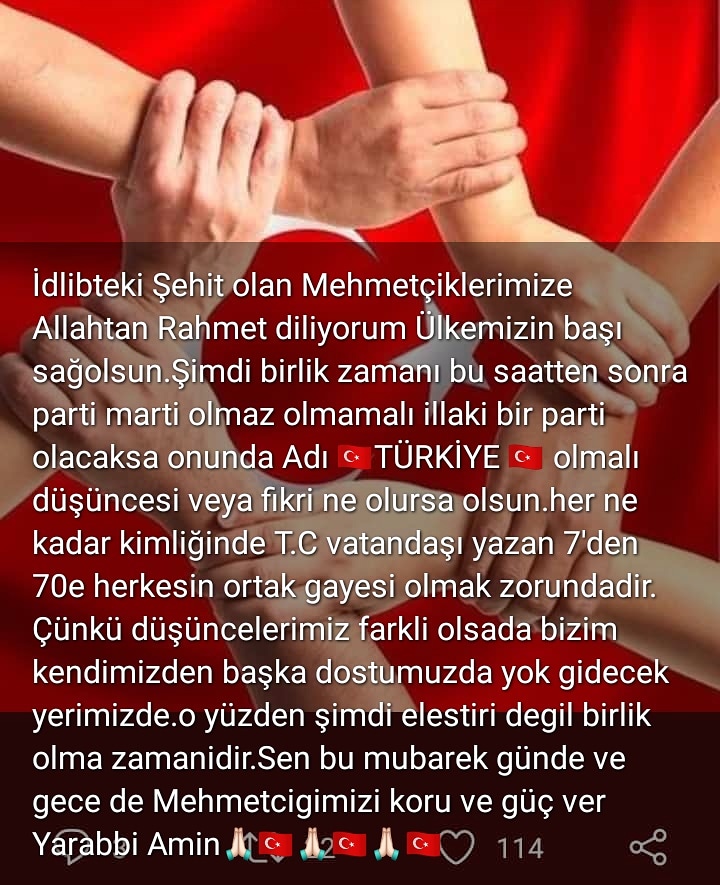 İdlibteki Şehit olan Mehmetçiklerimize
Allahtan Rahmet diliyorum Ülkemizin başı
sağolsun.Şimdi birlik zamanı bu saatten sonra
parti marti olmaz olmamalı illaki bir parti
olacaksa onunda Adı 🇹🇷TÜRKİYE 🇹🇷 olmalı
düşüncesi veya fikri ne olursa olsun.her ne
kadar kimliğinde T.C vatandaşı yazan 7'den
70e herkesin ortak gayesi olmak zorundadir.
Çünkü düşüncelerimiz farkli olsada bizim
kendimizden başka dostumuzda yok gidecek
yerimizde.o yüzden şimdi elestiri degil birlik
olma zamanidir.Sen bu mubarek günde ve
gece de Mehmetcigimizi koru ve güç ver
Yarabbi Amin🙏🏻🇹🇷 🙏🏻🇹🇷 🙏🏻🇹🇷
114